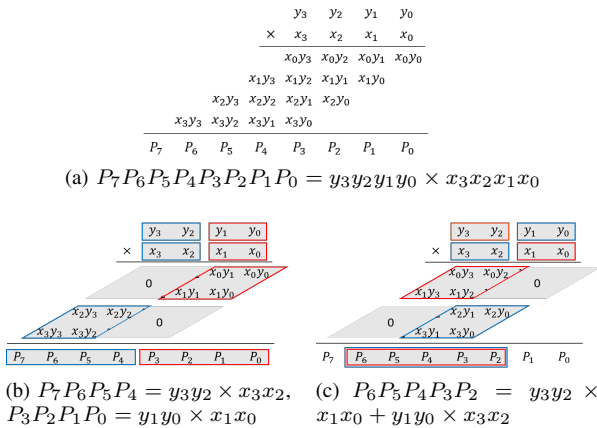 y₃ y₂ y₁ y₀
× x₃ x₂ x₁ x₀
x₀y₃ x₀y₂ x₀y₁ x₀y₀
x₁y₃ x₁y₂ x₁y₁ x₁y₀
x₂y₃ x₂y₂ x₂y₁ x₂y₀
x₃y₃ x₃y₂ x₃y₁ x₃y₀
P₇ P₆ P₅ P₄ P₃ P₂ P₁ P₀
(a) P₇P₆P₅P₄P₃P₂P₁P₀ = y₃y₂y₁y₀ × x₃x₂x₁x₀
y₃ y₂ y₁ y₀
× x₃ x₂ x₁ x₀
0 x₀y₁ x₀y₀
x₁y₁ x₁y₀
x₂y₃ x₂y₂ 0
x₃y₃ x₃y₂
P₇ P₆ P₅ P₄ P₃ P₂ P₁ P₀
(b) P₇P₆P₅P₄ = y₃y₂ × x₃x₂,
P₃P₂P₁P₀ = y₁y₀ × x₁x₀
y₃ y₂ y₁ y₀
× x₃ x₂ x₁ x₀
x₀y₃ x₀y₂ 0
x₁y₃ x₁y₂
0 x₂y₁ x₂y₀
x₃y₁ x₃y₀
P₇ P₆ P₅ P₄ P₃ P₂ P₁ P₀
(c) P₆P₅P₄P₃P₂ = y₃y₂ ×
x₁x₀ + y₁y₀ × x₃x₂